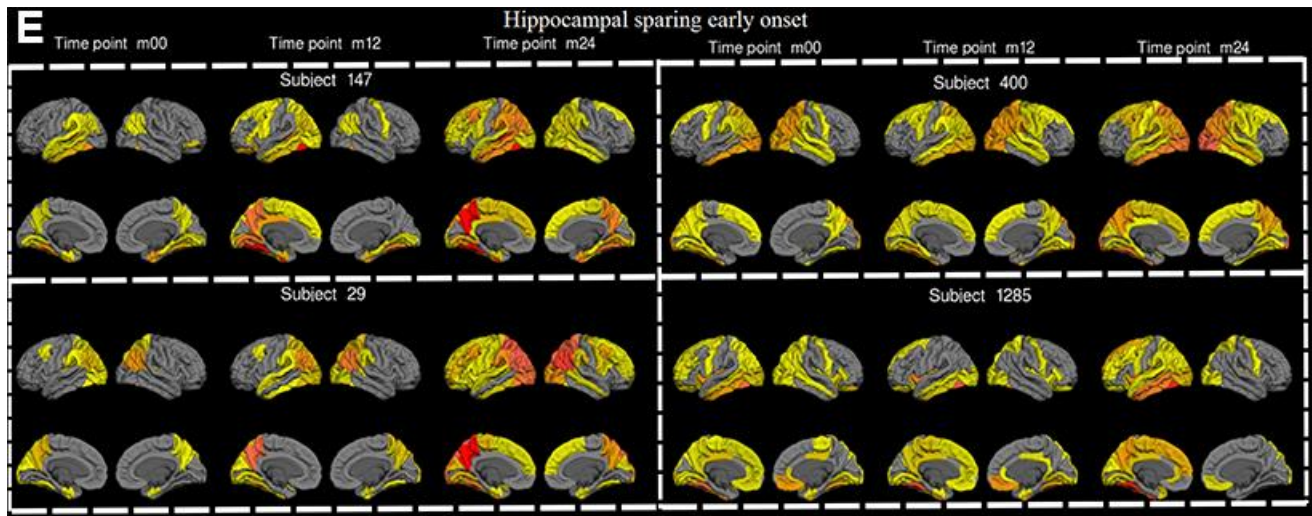 E
Hippocampal sparing early onset
Time point m00 Time point m12 Time point m24 Time point m00 Time point m12 Time point m24
Subject 147 Subject 400
Subject 29 Subject 1285